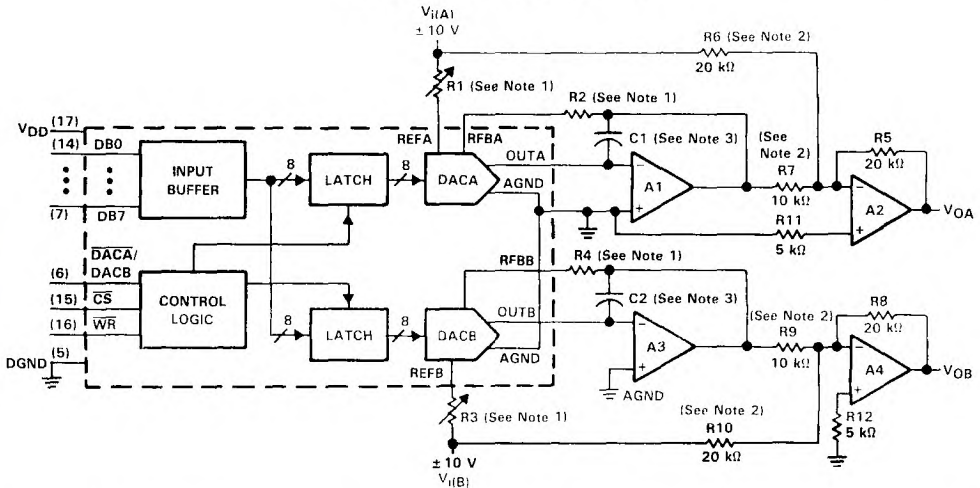 Vi(A)
± 10 V
R6 (See Note 2)
20 kΩ
R1 (See Note 1)
R2 (See Note 1)
C1 (See Note 3)
VDD
(17)
(14)
DB0
INPUT
BUFFER
(7)
DB7
8
LATCH
8
DACA
REFA
RFBA
OUTA
AGND
A1
(See
Note 2)
R7
10 kΩ
R5
20 kΩ
A2
VOA
R11
5 kΩ
DACA/
DACB
(6)
CS
(15)
WR
(16)
DGND
(5)
CONTROL
LOGIC
8
LATCH
8
DACB
RFBB
OUTB
AGND
REFB
R4 (See Note 1)
C2 (See Note 3)
A3
AGND
(See Note 2)
R9
10 kΩ
R8
20 kΩ
A4
VOB
R12
5 kΩ
R3 (See Note 1)
(See Note 2)
R10
20 kΩ
± 10 V
Vi(B)